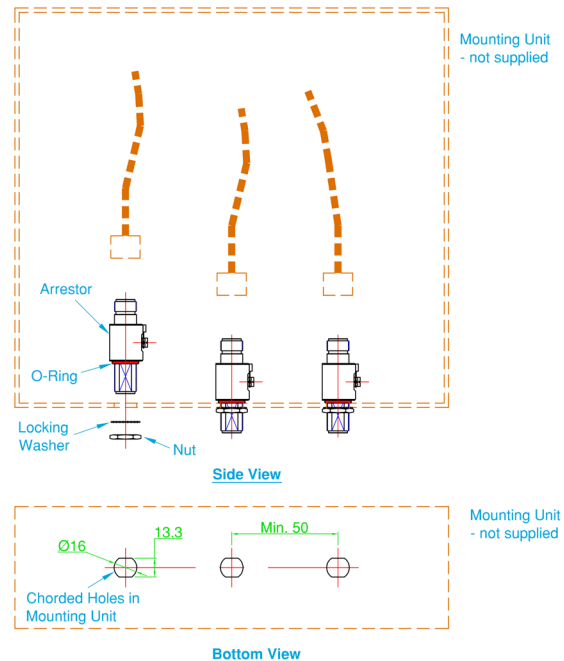 Mounting Unit
- not supplied
Arrestor
O-Ring
Locking
Washer
Nut
Side View
Mounting Unit
- not supplied
Min. 50
13.3
Ø16
Chorded Holes in
Mounting Unit
Bottom View